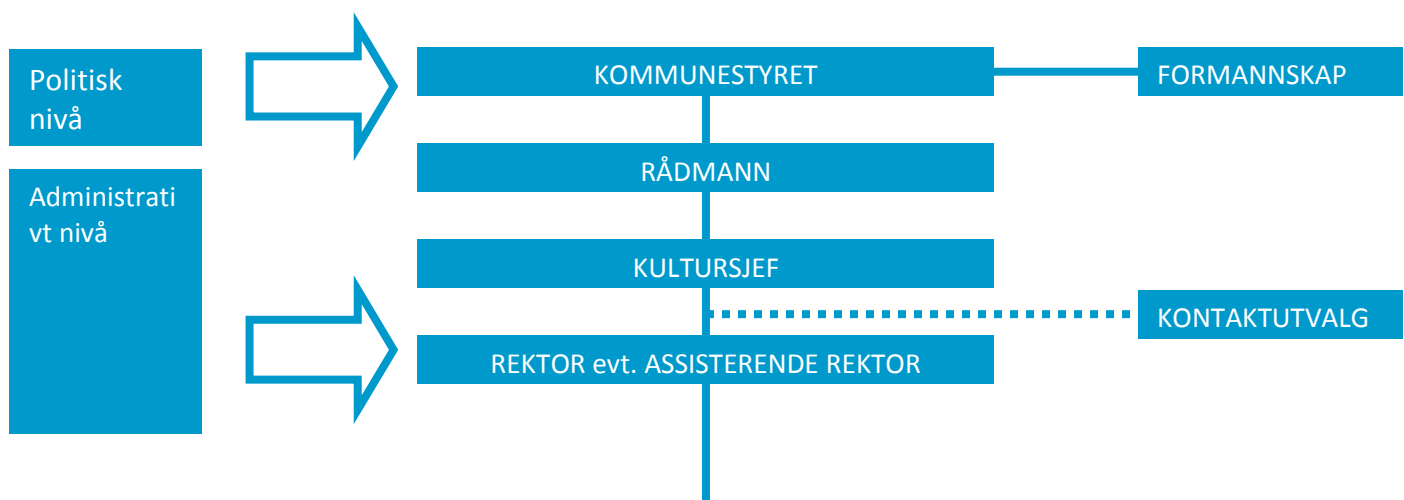 Politisk
nivå
KOMMUNESTYRET
FORMANNSKAP
RÅDMANN
Administrati
vt nivå
KULTURSJEF
KONTAKTUTVALG
REKTOR evt. ASSISTERENDE REKTOR